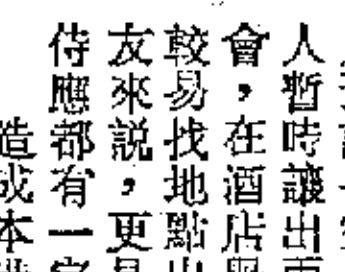 人暫時讓出
會，在酒店
較易找地點
友來說，更
侍應都有一
造成本